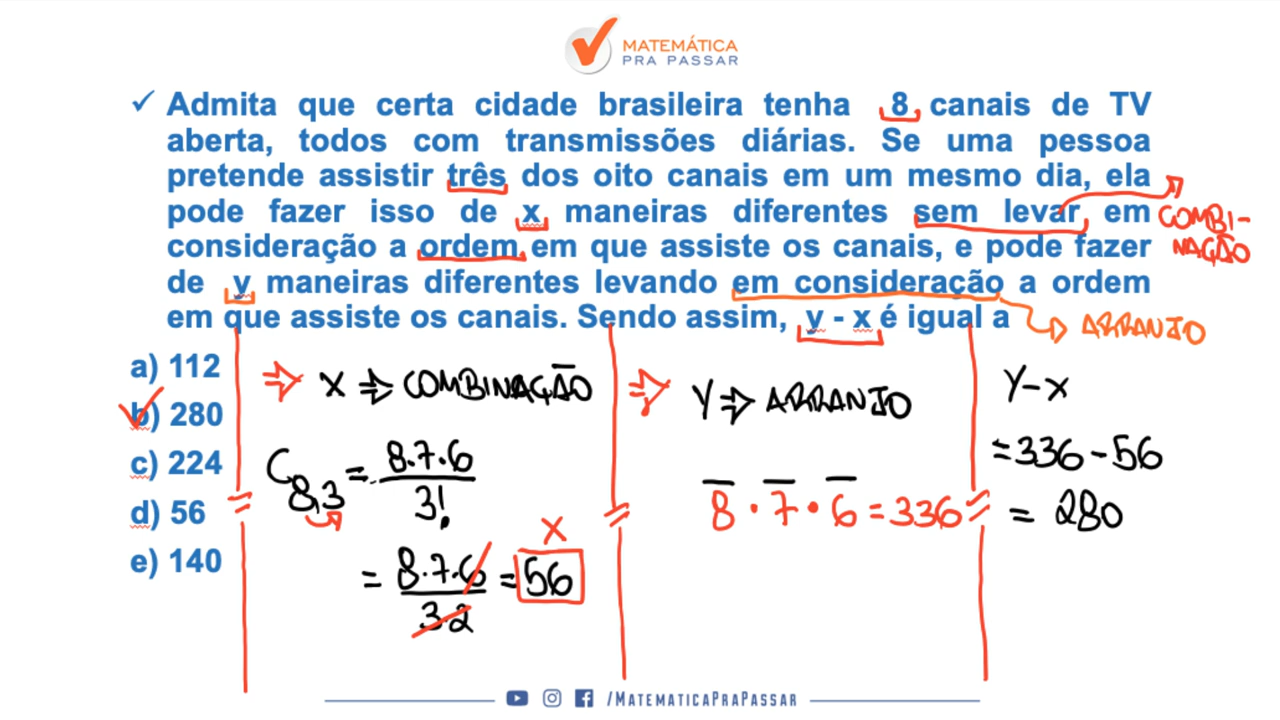 MATEMÁTICA
PRA PASSAR
✓ Admita que certa cidade brasileira tenha 8 canais de TV
aberta, todos com transmissões diárias. Se uma pessoa
pretende assistir três dos oito canais em um mesmo dia, ela
pode fazer isso de x maneiras diferentes sem levar, em
consideração a ordem em que assiste os canais, e pode fazer
de y maneiras diferentes levando em consideração a ordem
em que assiste os canais. Sendo assim, y - x é igual a
COMBI-
NAÇÃO
ARRANJO
a) 112
b) 280
c) 224
d) 56
e) 140
⇒ X ⇒ COMBINAÇÃO
C8,3 = 8.7.6
3!
= 8.7.6 = 56
3.2
X
⇒ Y ⇒ ARRANJO
8 . 7 . 6 = 336
Y-X
= 336 - 56
= 280
/MATEMATICAPRAPASSAR